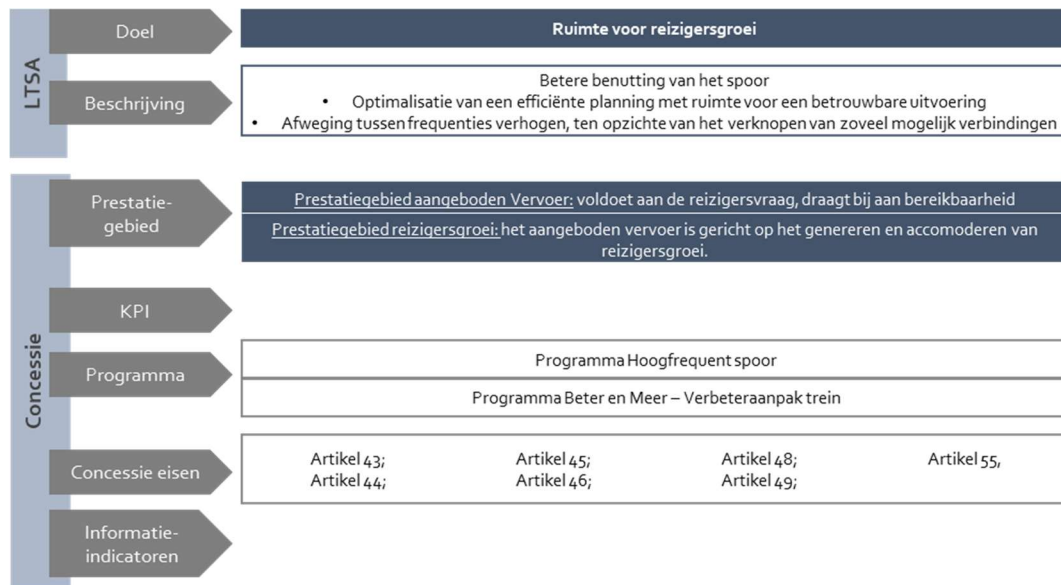 LTSA
Doel
Ruimte voor reizigersgroei
Beschrijving
Betere benutting van het spoor
• Optimalisatie van een efficiënte planning met ruimte voor een betrouwbare uitvoering
• Afweging tussen frequenties verhogen, ten opzichte van het verknopen van zoveel mogelijk verbindingen
Concessie
Prestatie-
gebied
Prestatiegebied aangeboden Vervoer: voldoet aan de reizigersvraag, draagt bij aan bereikbaarheid
Prestatiegebied reizigersgroei: het aangeboden vervoer is gericht op het genereren en accomoderen van
reizigersgroei.
KPI
Programma
Programma Hoogfrequent spoor
Programma Beter en Meer – Verbeteraanpak trein
Concessie eisen
Artikel 43; Artikel 45; Artikel 48; Artikel 55,
Artikel 44; Artikel 46; Artikel 49;
Informatie-
indicatoren